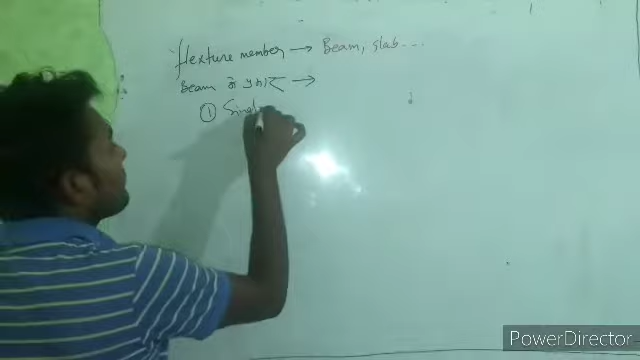 flexture member → Beam, slab...
Beam के प्रकार →
① Singl
PowerDirector